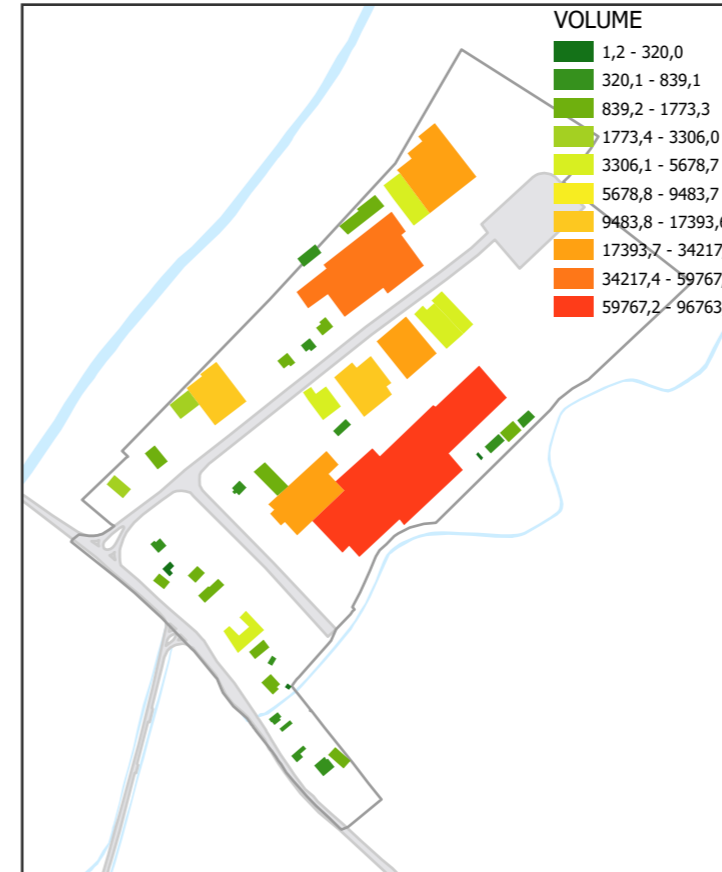 VOLUME
1,2 - 320,0
320,1 - 839,1
839,2 - 1773,3
1773,4 - 3306,0
3306,1 - 5678,7
5678,8 - 9483,7
9483,8 - 17393,6
17393,7 - 34217,
34217,4 - 59767,
59767,2 - 96763